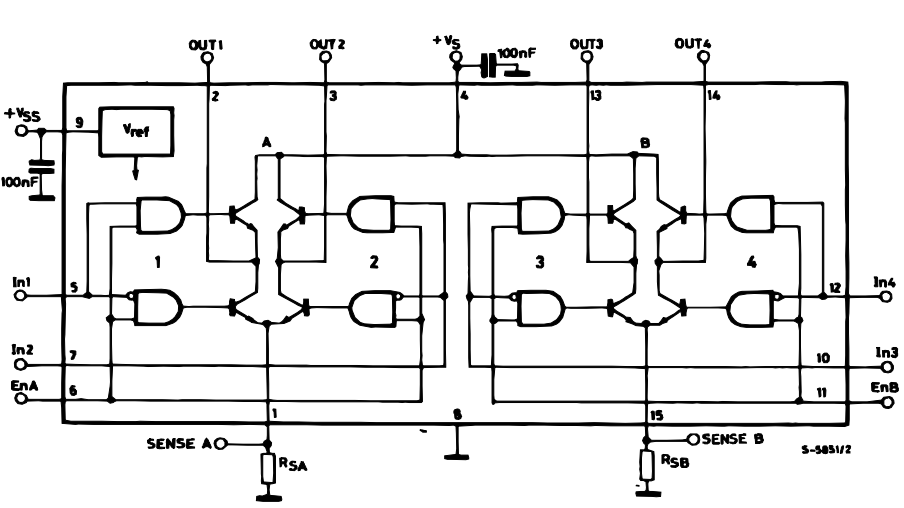 OUT1 OUT2 +VS 100nF OUT3 OUT4
2 3 4 13 14
+VSS 9 Vref A B
100nF
1 2 3 4
In1 5 12 In4
In2 7 10 In3
EnA 6 11 EnB
1 8 15
SENSE A SENSE B S-5851/2
RSA RSB